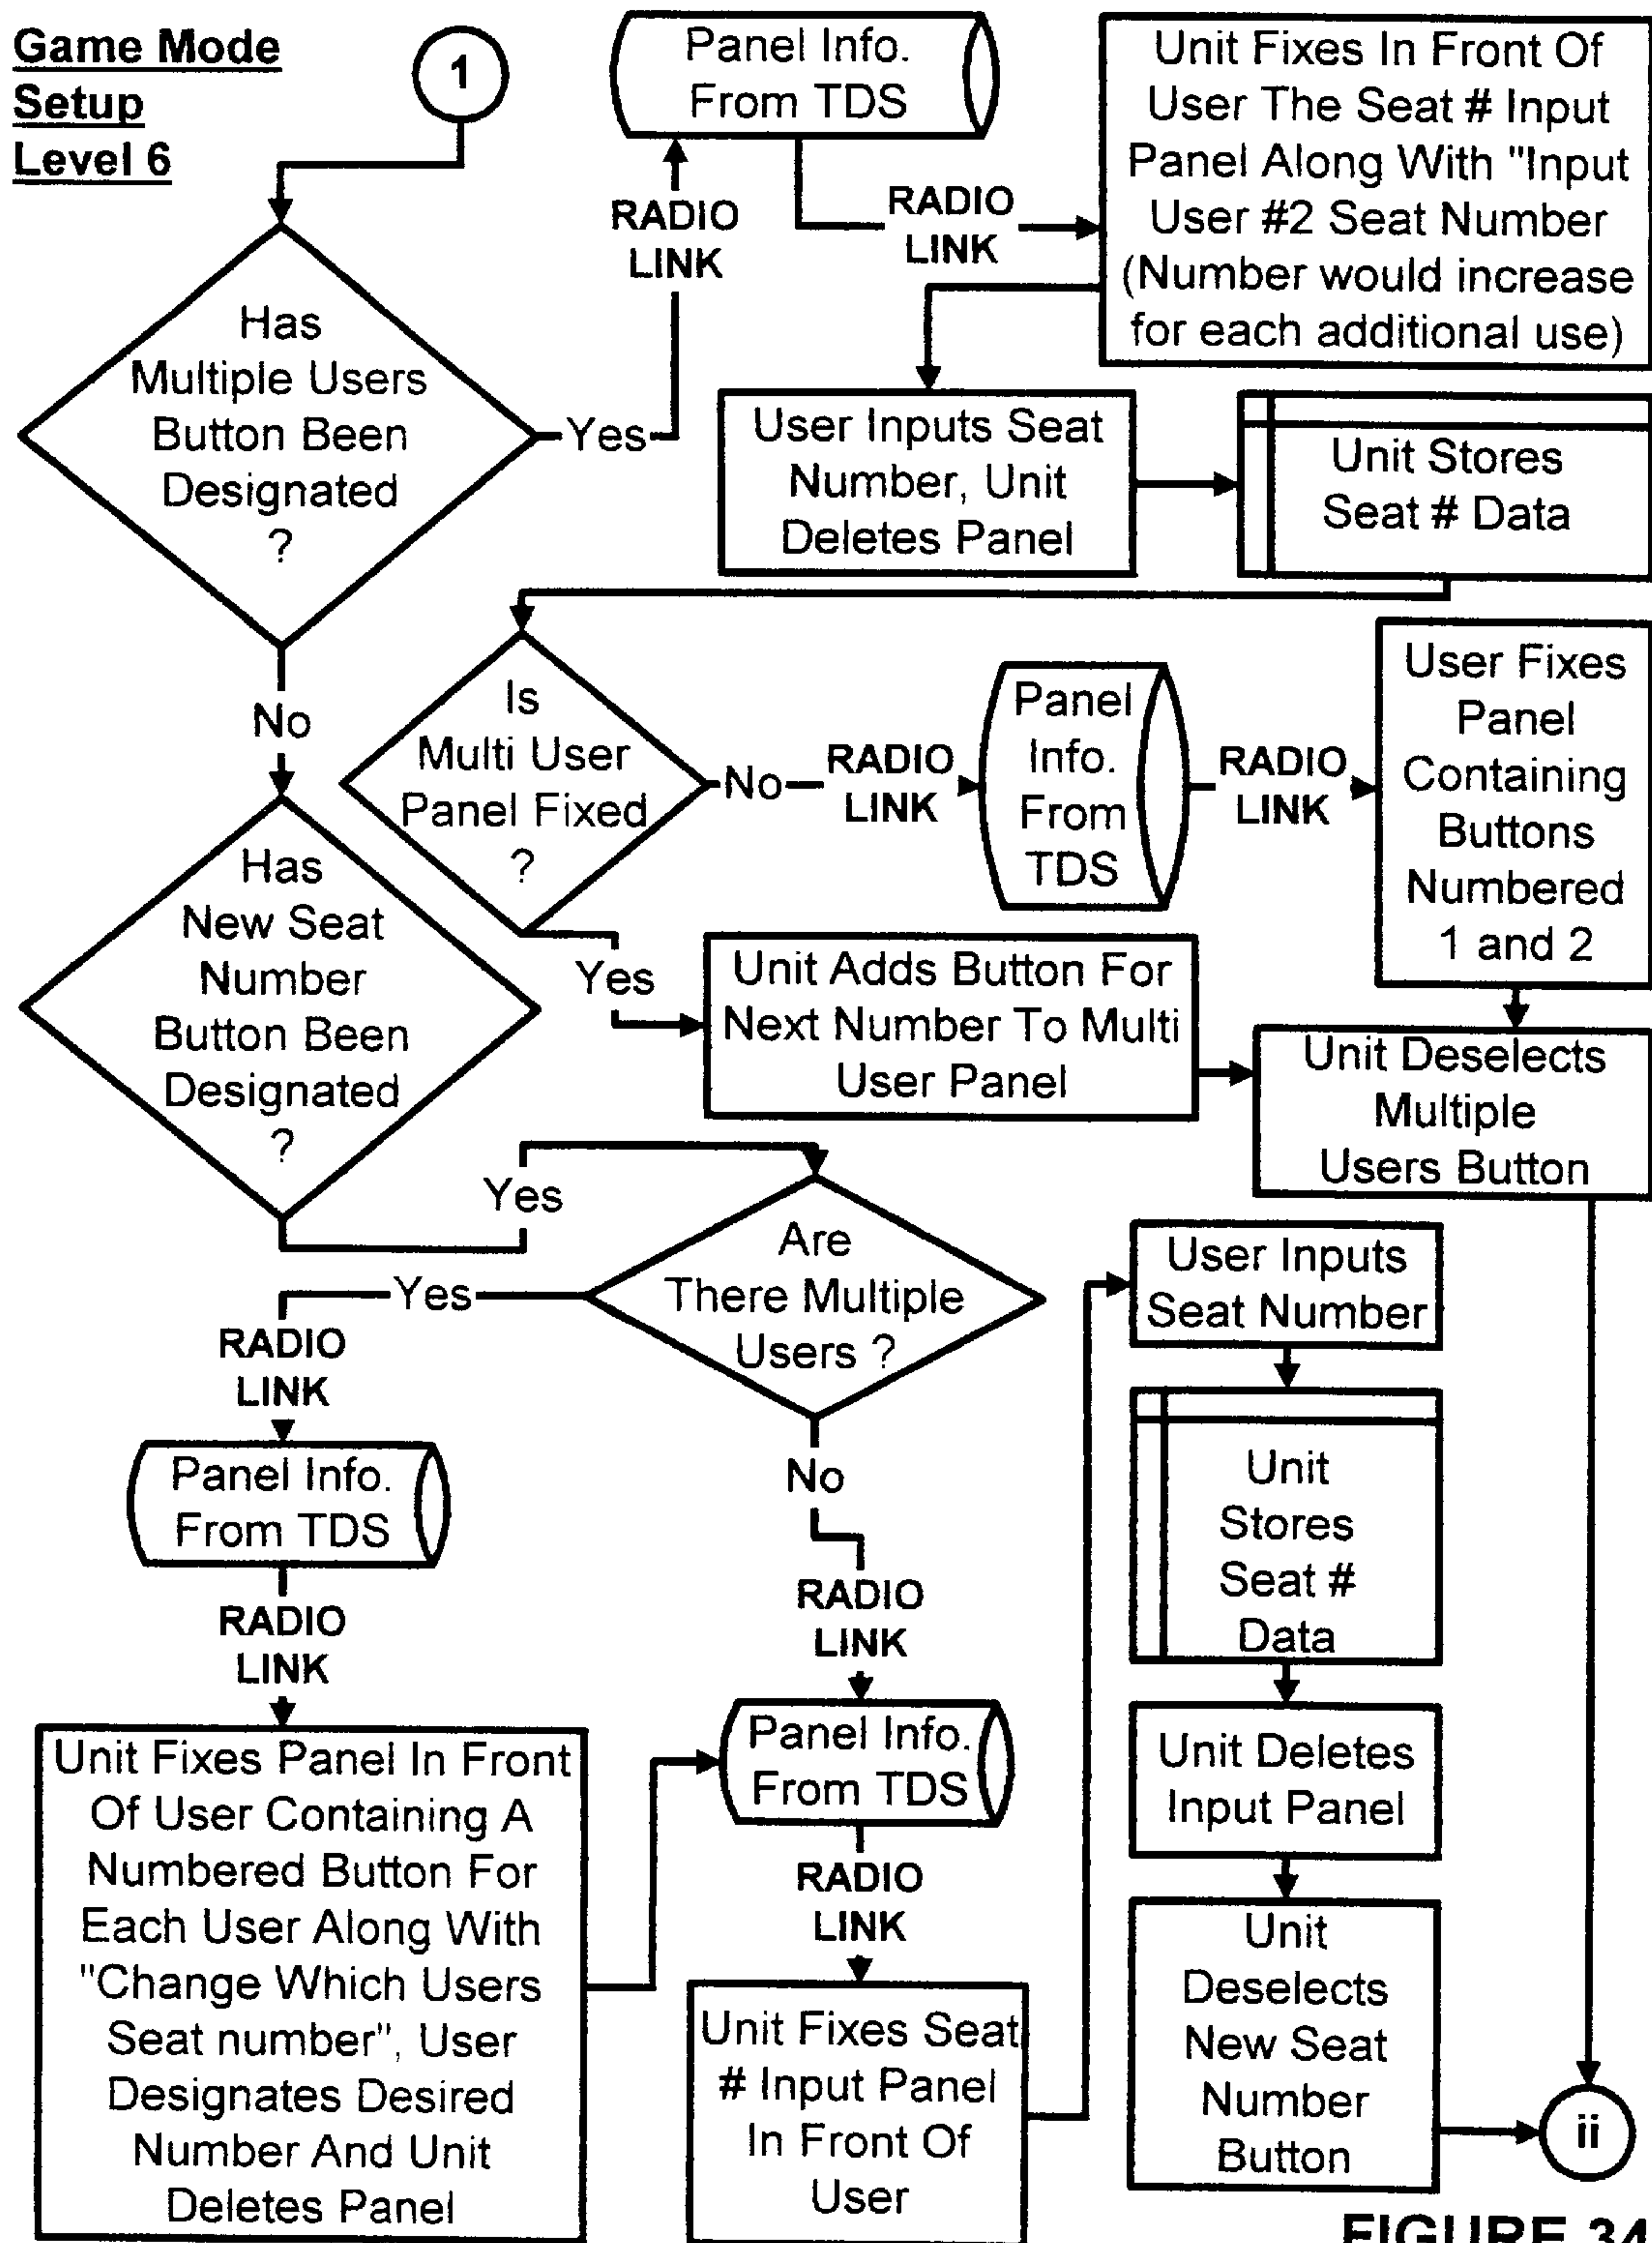 Game Mode
Setup
Level 6
1
Panel Info.
From TDS
Unit Fixes In Front Of
User The Seat # Input
Panel Along With "Input
User #2 Seat Number
(Number would increase
for each additional use)
RADIO
LINK
RADIO
LINK
Has
Multiple Users
Button Been
Designated
?
Yes
User Inputs Seat
Number, Unit
Deletes Panel
Unit Stores
Seat # Data
No
Is
Multi User
Panel Fixed
?
No
RADIO
LINK
Panel
Info.
From
TDS
RADIO
LINK
User Fixes
Panel
Containing
Buttons
Numbered
1 and 2
Has
New Seat
Number
Button Been
Designated
?
Yes
Unit Adds Button For
Next Number To Multi
User Panel
Unit Deselects
Multiple
Users Button
Yes
Are
There Multiple
Users ?
Yes
RADIO
LINK
Panel Info.
From TDS
RADIO
LINK
Unit Fixes Panel In Front
Of User Containing A
Numbered Button For
Each User Along With
"Change Which Users
Seat number", User
Designates Desired
Number And Unit
Deletes Panel
No
RADIO
LINK
Panel Info.
From TDS
RADIO
LINK
Unit Fixes Seat
# Input Panel
In Front Of
User
User Inputs
Seat Number
Unit
Stores
Seat #
Data
Unit Deletes
Input Panel
Unit
Deselects
New Seat
Number
Button
ii
FIGURE 34